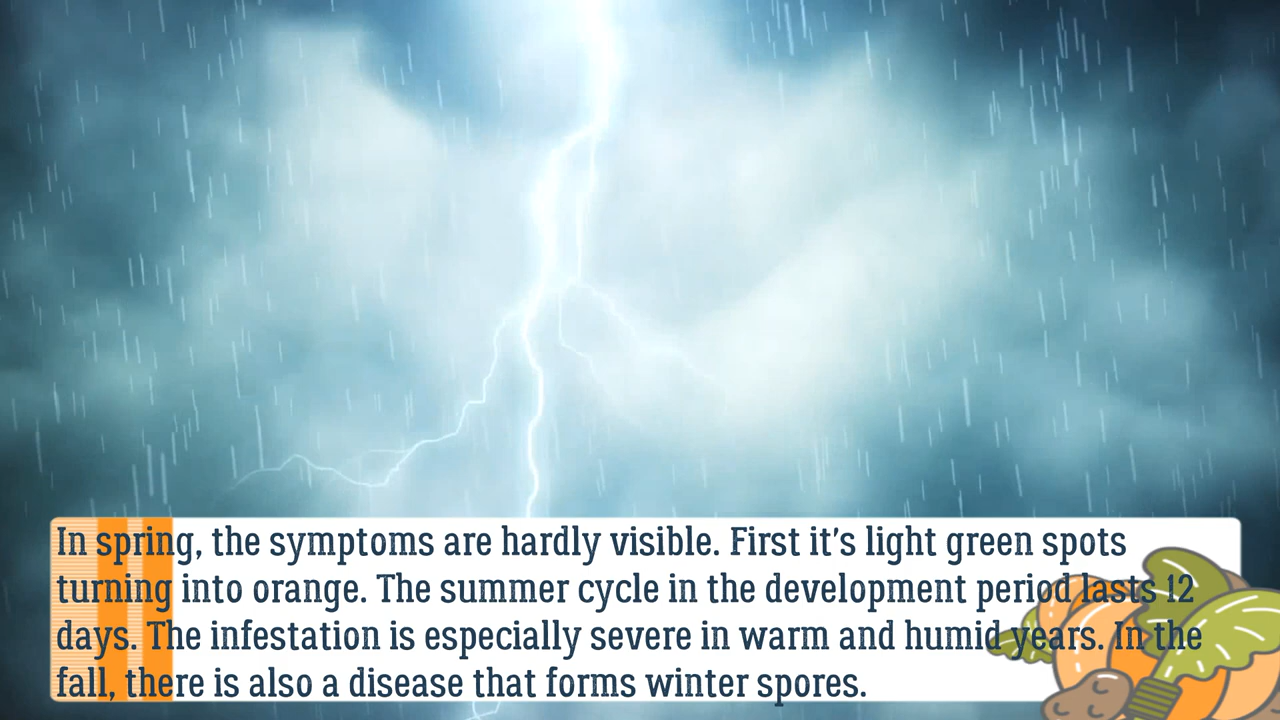 In spring, the symptoms are hardly visible. First it's light green spots
turning into orange. The summer cycle in the development period lasts 12
days. The infestation is especially severe in warm and humid years. In the
fall, there is also a disease that forms winter spores.